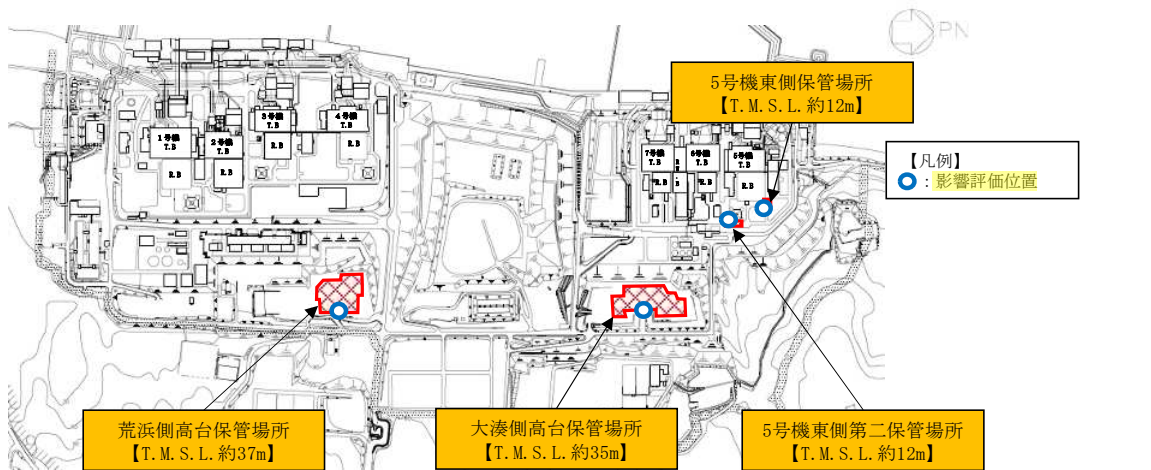 PN
5号機東側保管場所
【T.M.S.L.約12m】
【凡例】
：影響評価位置
1号機
T.B
R.B
2号機
T.B
R.B
3号機
T.B
R.B
4号機
T.B
R.B
7号機
T.B
R.B
6号機
T.B
R.B
5号機
T.B
R.B
荒浜側高台保管場所
【T.M.S.L.約37m】
大湊側高台保管場所
【T.M.S.L.約35m】
5号機東側第二保管場所
【T.M.S.L.約12m】